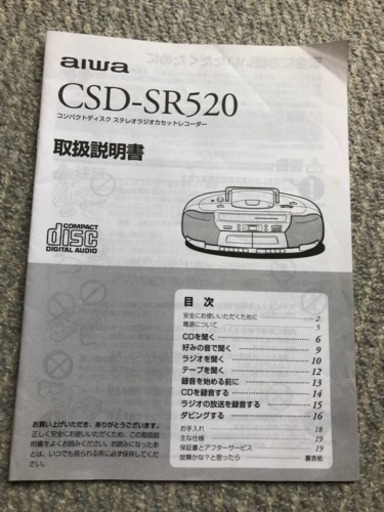 aiwa
CSD-SR520
コンパクトディスク ステレオラジオカセットレコーダー
取扱説明書
COMPACT
disc
DIGITAL AUDIO
目 次
安全にお使いいただくために 2
電源について 5
CDを聞く 6
好みの音で聞く 9
ラジオを聞く 10
テープを聞く 12
録音を始める前に 13
CDを録音する 14
ラジオの放送を録音する 15
ダビングする 16
お手入れ 18
主な仕様 19
保証書とアフターサービス 19
故障かな?と思ったら 裏表紙
お買い上げいただき、ありがとうございます。
正しく安全にお使いいただくため、この取扱説明
書をよくお読みください。お読みになったあ
とは、いつでも見られる所に必ず保存してくださ
い。